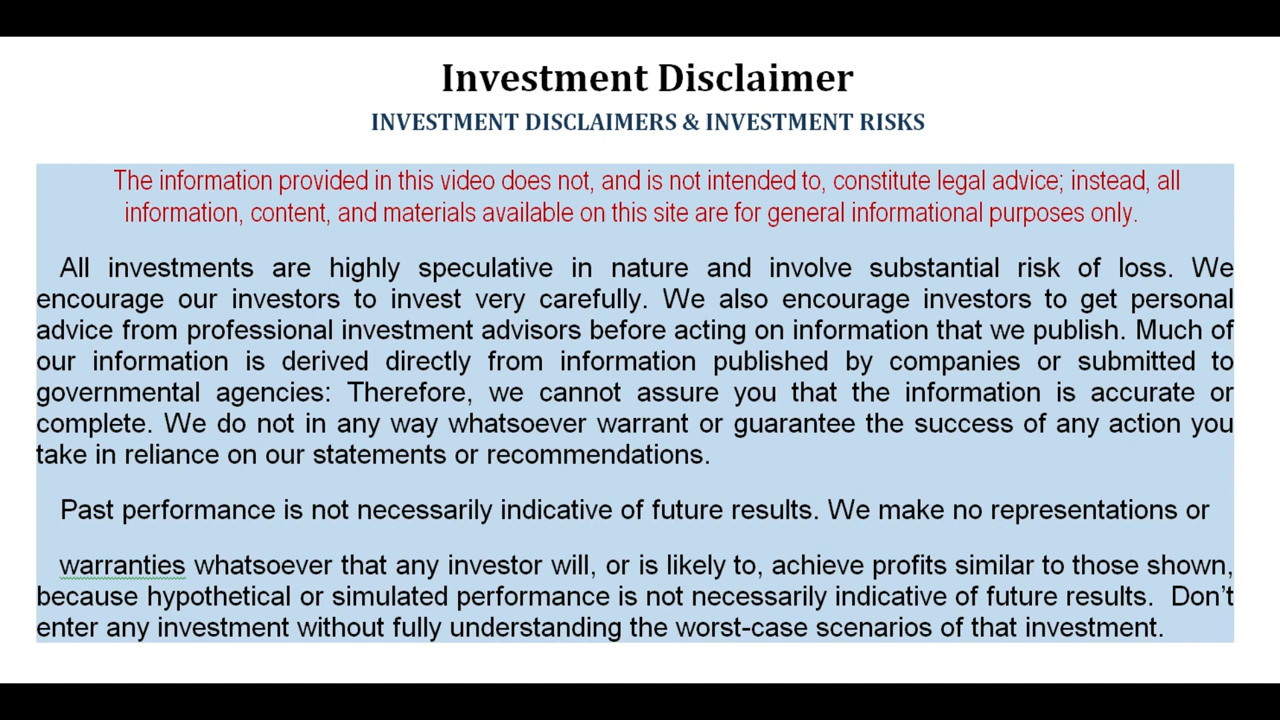 Investment Disclaimer
INVESTMENT DISCLAIMERS & INVESTMENT RISKS
The information provided in this video does not, and is not intended to, constitute legal advice; instead, all
information, content, and materials available on this site are for general informational purposes only.
All investments are highly speculative in nature and involve substantial risk of loss. We
encourage our investors to invest very carefully. We also encourage investors to get personal
advice from professional investment advisors before acting on information that we publish. Much of
our information is derived directly from information published by companies or submitted to
governmental agencies: Therefore, we cannot assure you that the information is accurate or
complete. We do not in any way whatsoever warrant or guarantee the success of any action you
take in reliance on our statements or recommendations.
Past performance is not necessarily indicative of future results. We make no representations or
warranties whatsoever that any investor will, or is likely to, achieve profits similar to those shown,
because hypothetical or simulated performance is not necessarily indicative of future results.  Don’t
enter any investment without fully understanding the worst-case scenarios of that investment.